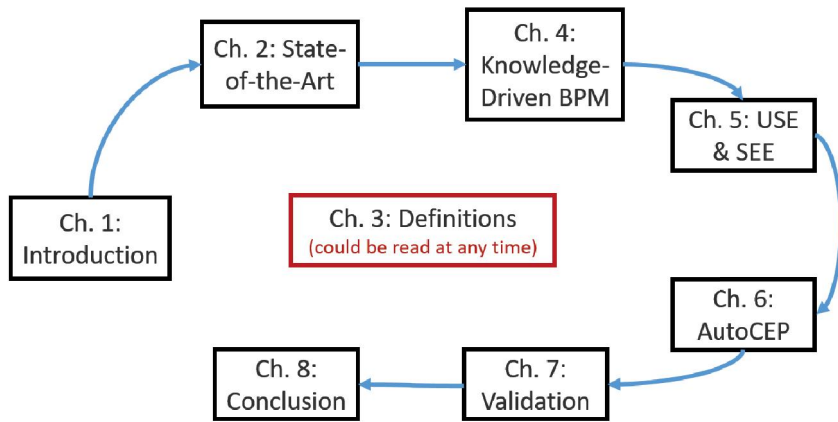 Ch. 1:
Introduction
Ch. 2: State-
of-the-Art
Ch. 3: Definitions
(could be read at any time)
Ch. 4:
Knowledge-
Driven BPM
Ch. 5: USE
& SEE
Ch. 6:
AutoCEP
Ch. 7:
Validation
Ch. 8:
Conclusion